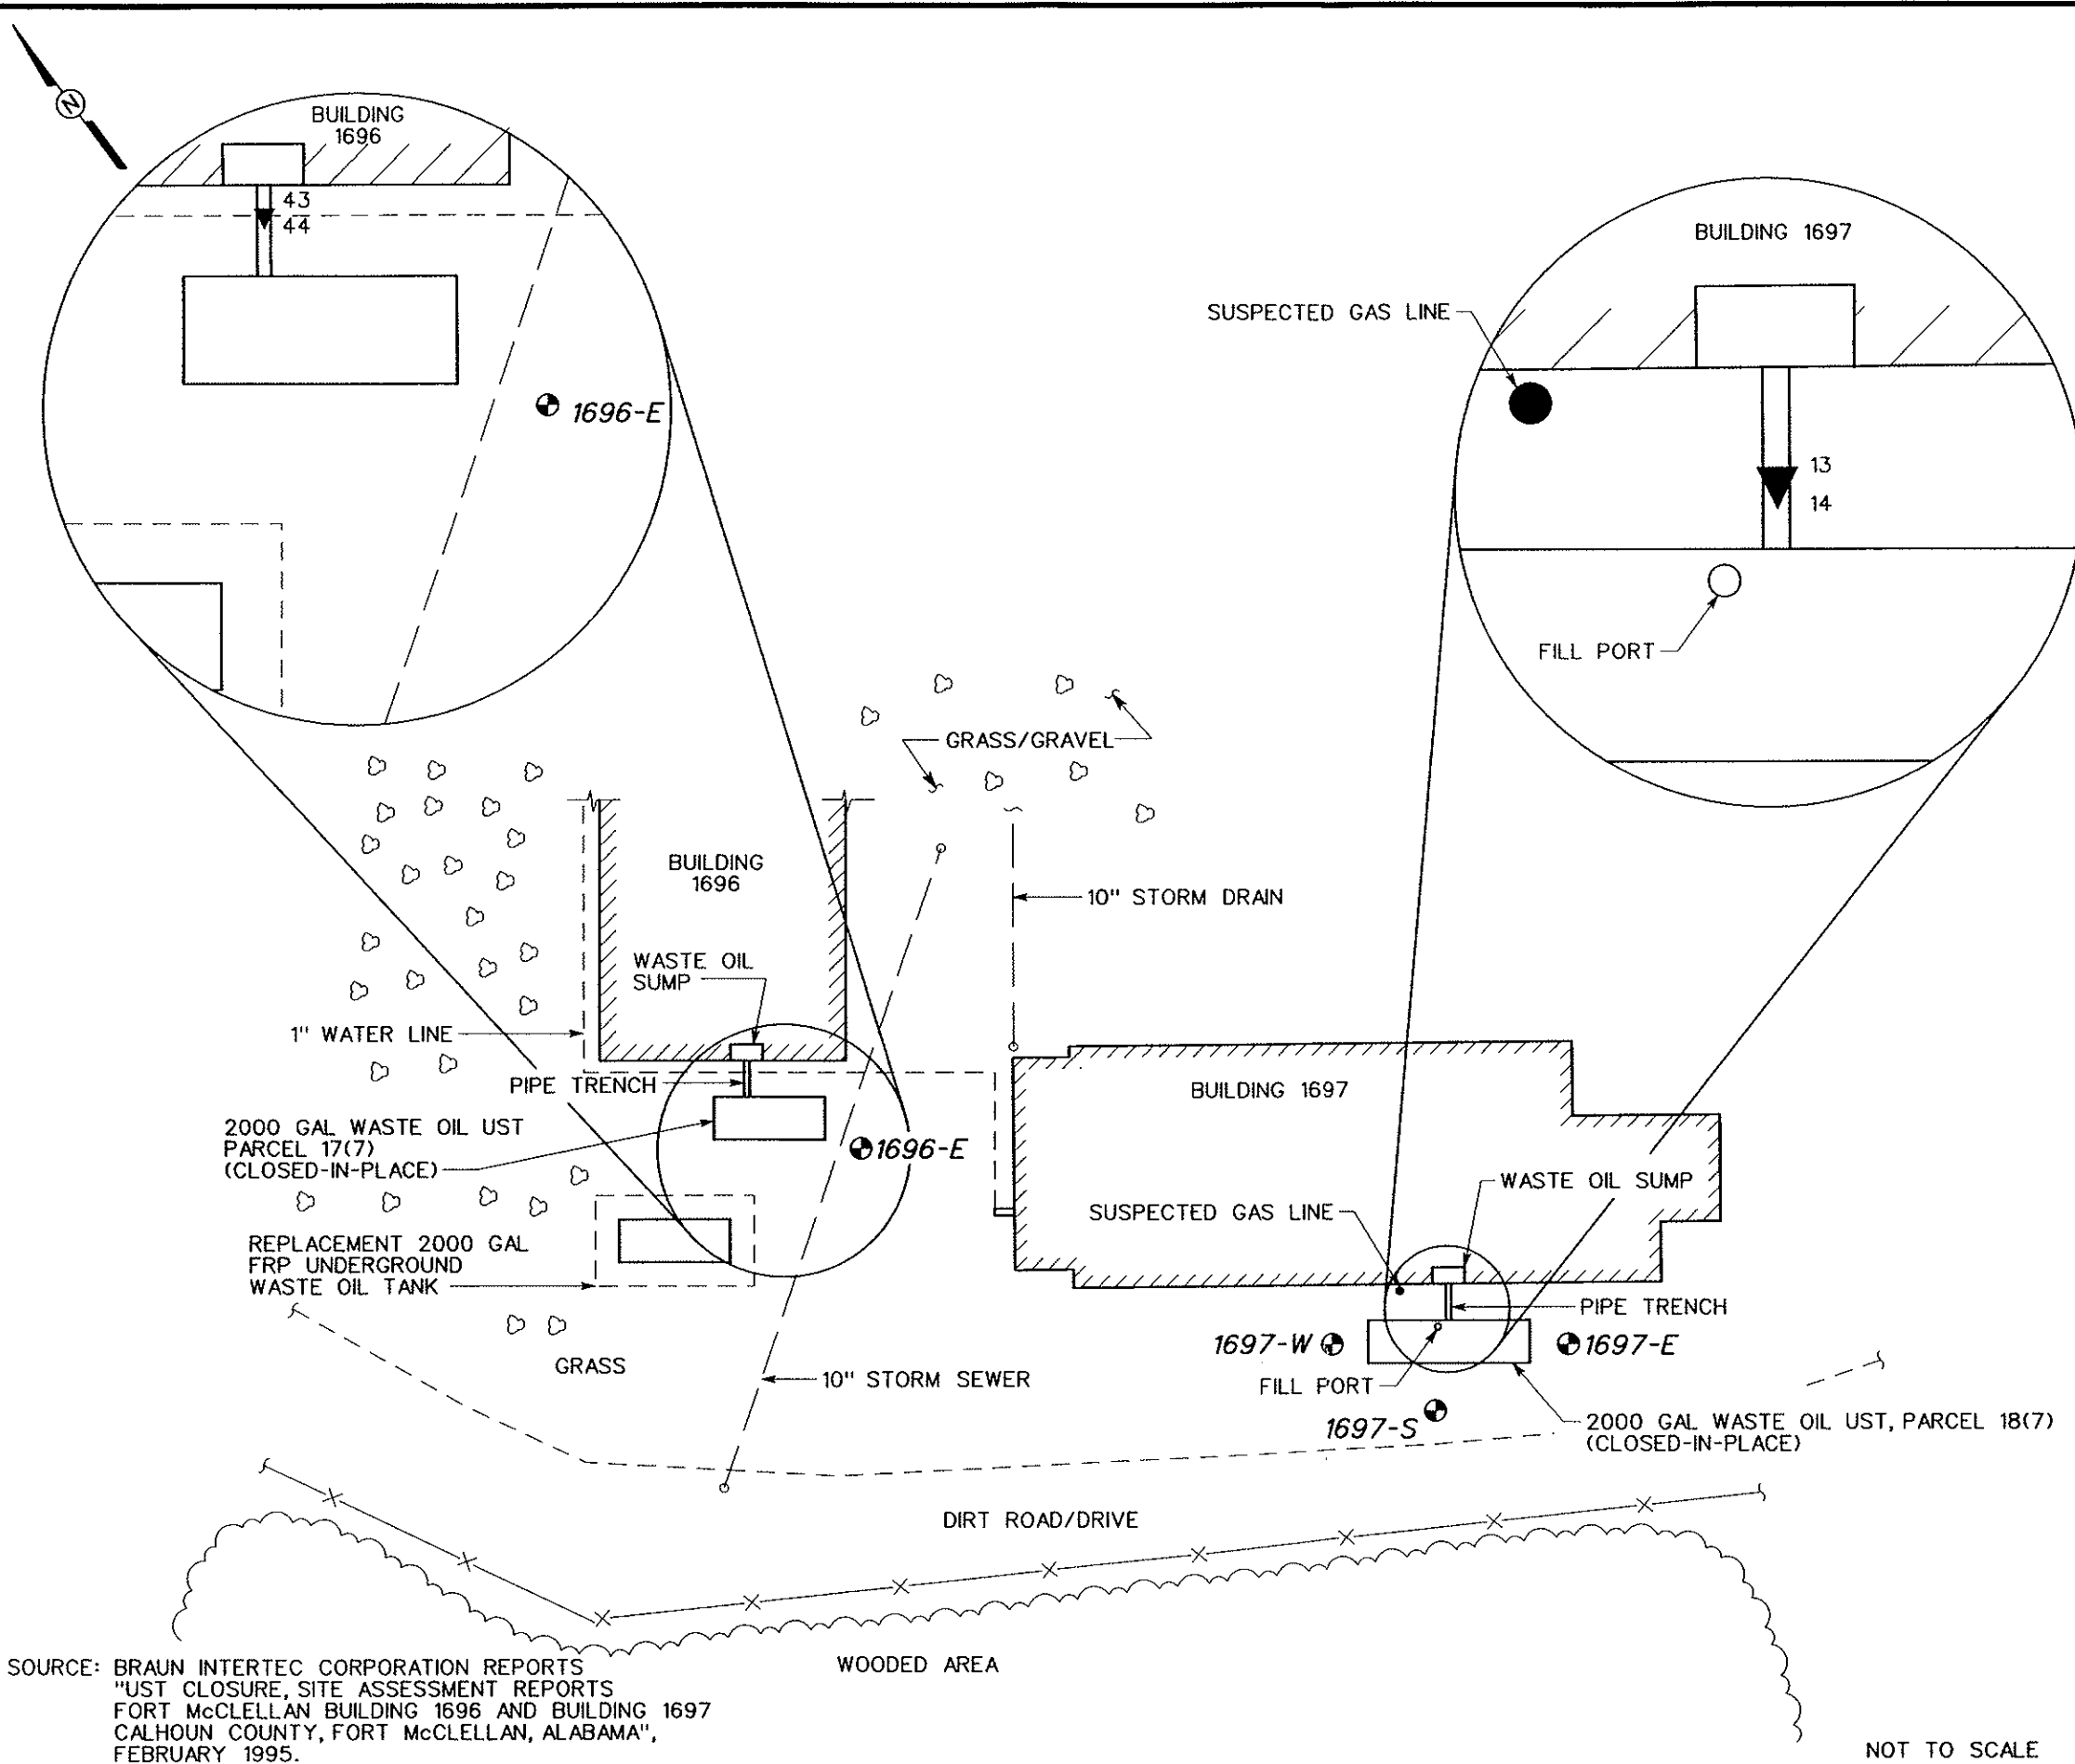 N
BUILDING
1696
43
44
1696-E
BUILDING 1697
SUSPECTED GAS LINE
13
14
FILL PORT
GRASS/GRAVEL
BUILDING
1696
10" STORM DRAIN
WASTE OIL
SUMP
1" WATER LINE
PIPE TRENCH
BUILDING 1697
2000 GAL WASTE OIL UST
PARCEL 17(7)
(CLOSED-IN-PLACE)
1696-E
WASTE OIL SUMP
SUSPECTED GAS LINE
REPLACEMENT 2000 GAL
FRP UNDERGROUND
WASTE OIL TANK
PIPE TRENCH
1697-W
1697-E
GRASS
10" STORM SEWER
FILL PORT
1697-S
2000 GAL WASTE OIL UST, PARCEL 18(7)
(CLOSED-IN-PLACE)
DIRT ROAD/DRIVE
WOODED AREA
SOURCE: BRAUN INTERTEC CORPORATION REPORTS
"UST CLOSURE, SITE ASSESSMENT REPORTS
FORT McCLELLAN BUILDING 1696 AND BUILDING 1697
CALHOUN COUNTY, FORT McCLELLAN, ALABAMA",
FEBRUARY 1995.
NOT TO SCALE